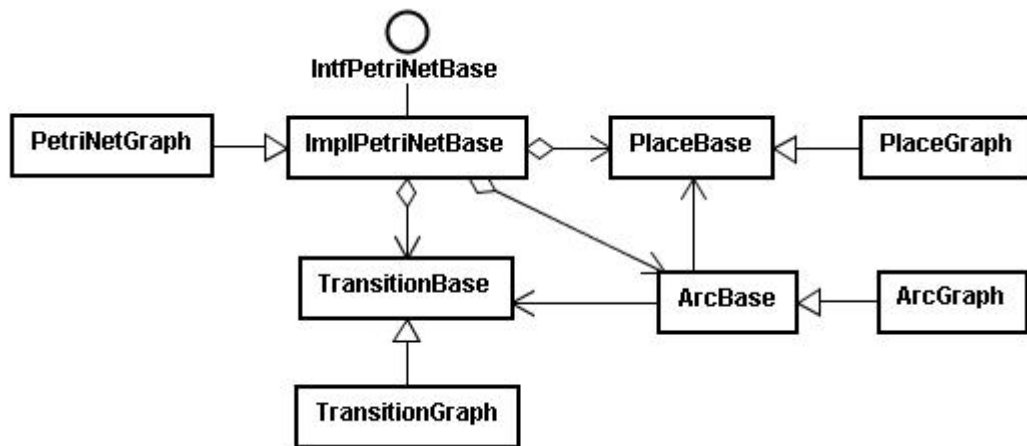 IntfPetriNetBase
PetriNetGraph
ImplPetriNetBase
PlaceBase
PlaceGraph
TransitionBase
ArcBase
ArcGraph
TransitionGraph